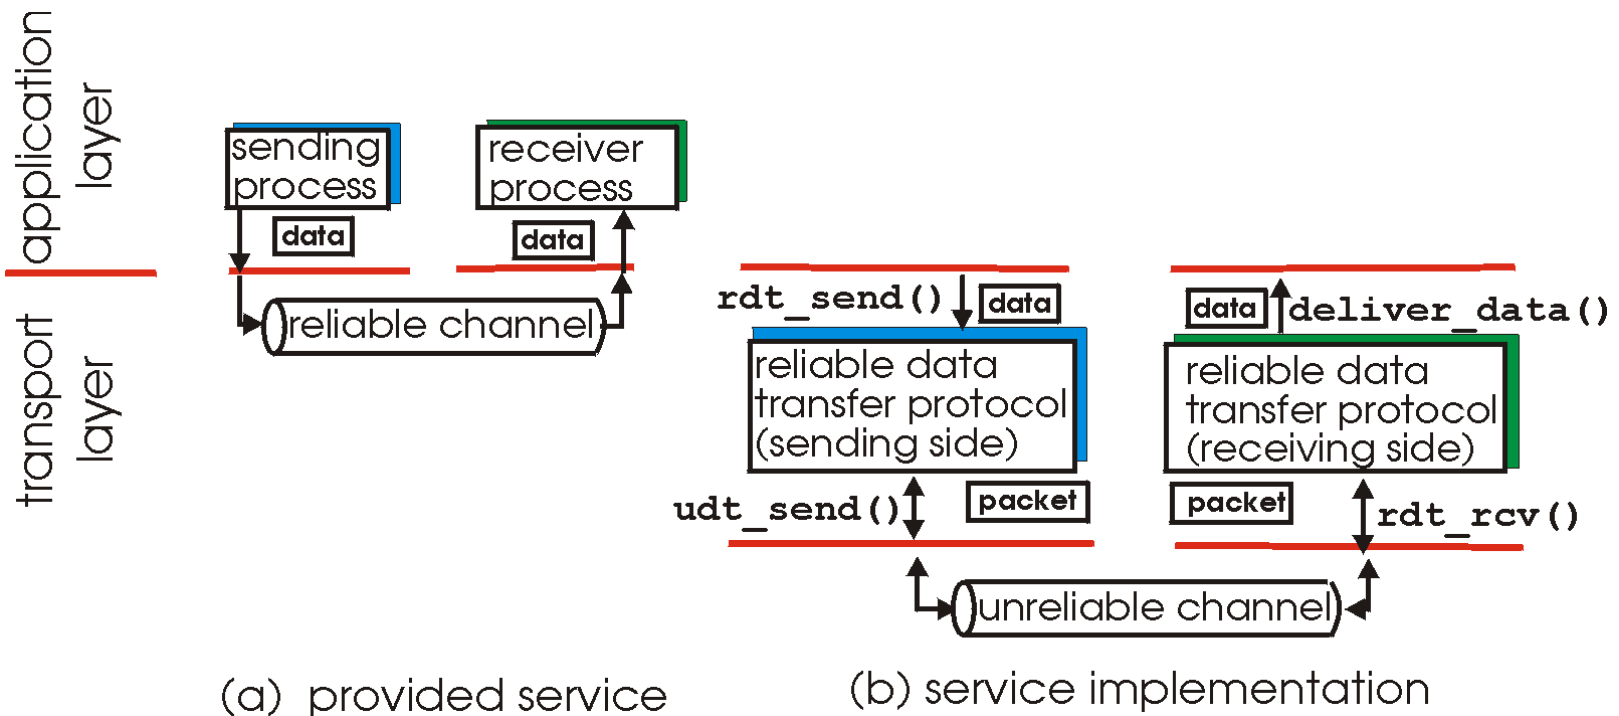 application
layer
transport
layer
sending
process
data
receiver
process
data
reliable channel
(a) provided service
rdt_send()
data
reliable data
transfer protocol
(sending side)
udt_send()
packet
data
deliver_data()
reliable data
transfer protocol
(receiving side)
packet
rdt_rcv()
unreliable channel
(b) service implementation